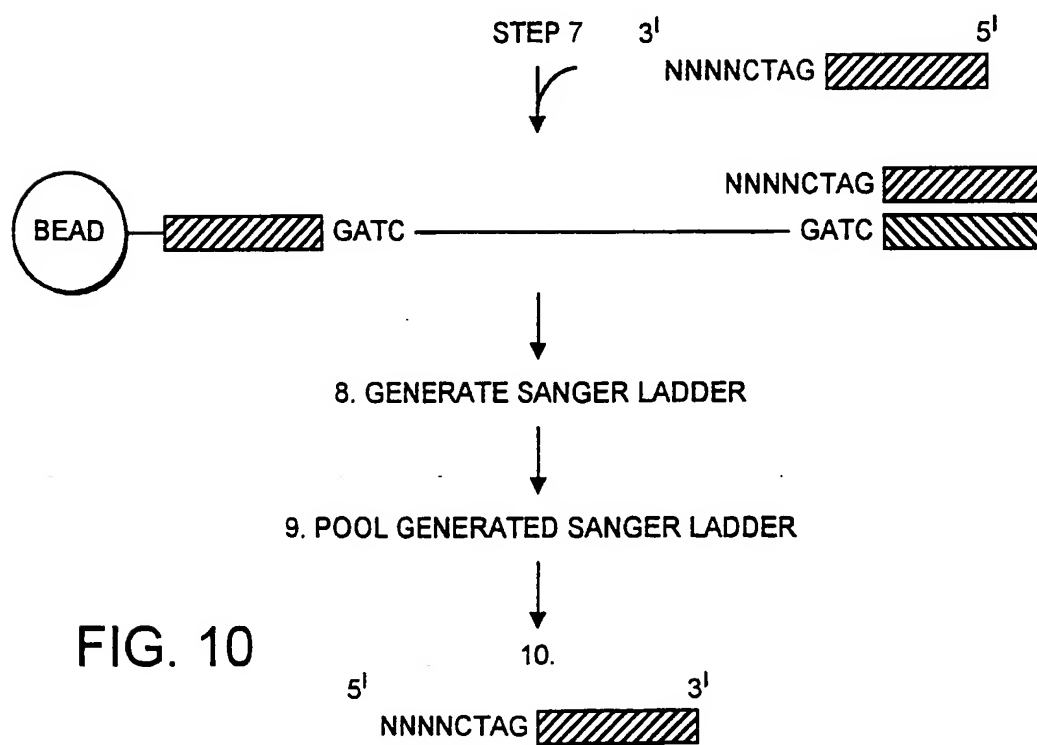 STEP 7 3' 5'
NNNNCTAG
NNNNCTAG
BEAD GATC GATC
8. GENERATE SANGER LADDER
9. POOL GENERATED SANGER LADDER
FIG. 10
10.
5' 3'
NNNNCTAG